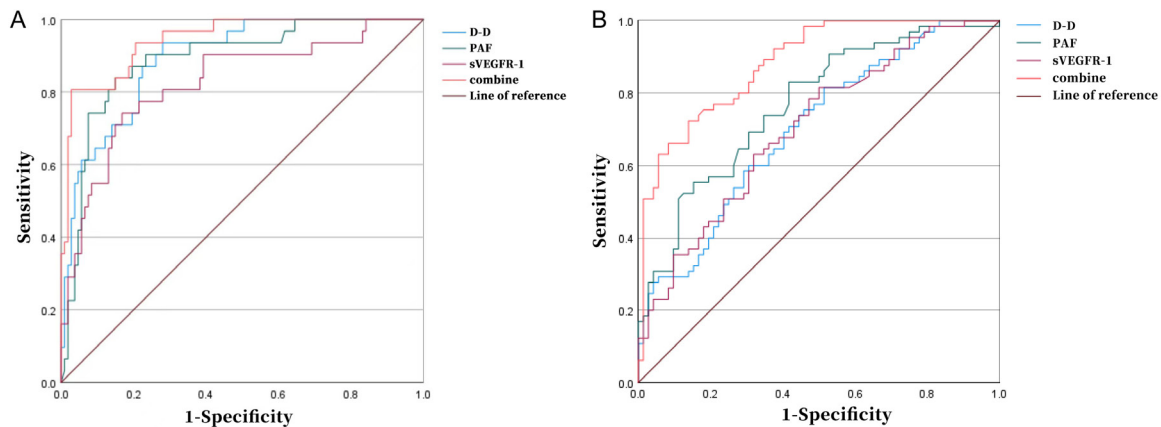 A
Sensitivity
1.0
0.8
0.6
0.4
0.2
0.0
0.0 0.2 0.4 0.6 0.8 1.0
1-Specificity
D-D
PAF
sVEGFR-1
combine
Line of reference
B
Sensitivity
1.0
0.8
0.6
0.4
0.2
0.0
0.0 0.2 0.4 0.6 0.8 1.0
1-Specificity
D-D
PAF
sVEGFR-1
combine
Line of reference